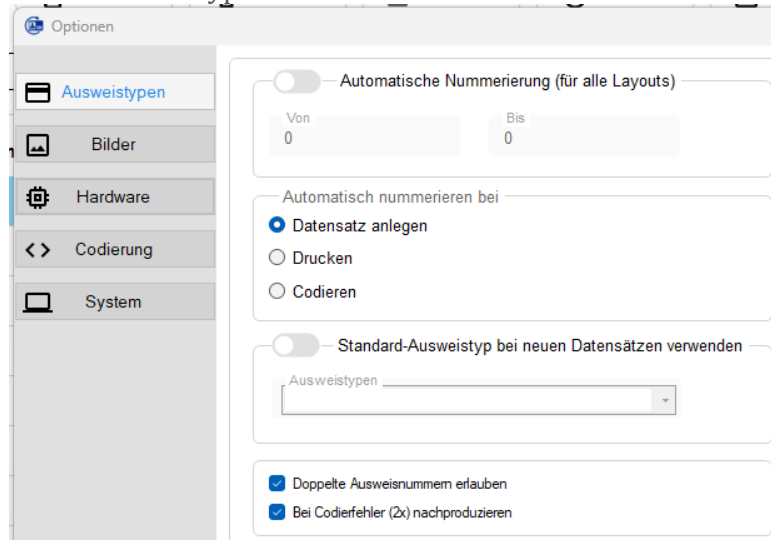 Optionen
Ausweistypen
Bilder
Hardware
Codierung
System
Automatische Nummerierung (für alle Layouts)
Von
0
Bis
0
Automatisch nummerieren bei
Datensatz anlegen
Drucken
Codieren
Standard-Ausweistyp bei neuen Datensätzen verwenden
Ausweistypen
Doppelte Ausweisnummern erlauben
Bei Codierfehler (2x) nachproduzieren